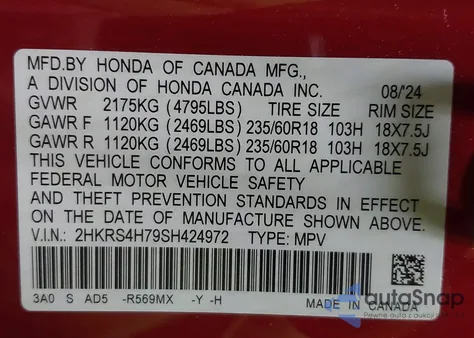 MFD.BY HONDA OF CANADA MFG.,
A DIVISION OF HONDA CANADA INC. 08/'24
GVWR 2175KG (4795LBS) TIRE SIZE RIM SIZE
GAWR F 1120KG (2469LBS) 235/60R18 103H 18X7.5J
GAWR R 1120KG (2469LBS) 235/60R18 103H 18X7.5J
THIS VEHICLE CONFORMS TO ALL APPLICABLE
FEDERAL MOTOR VEHICLE SAFETY
AND THEFT PREVENTION STANDARDS IN EFFECT
ON THE DATE OF MANUFACTURE SHOWN ABOVE.
V.I.N.: 2HKRS4H79SH424972 TYPE: MPV
3A0 S AD5 -R569MX -Y -H MADE IN CANADA
autoSnap
Pewne auto z dostawą